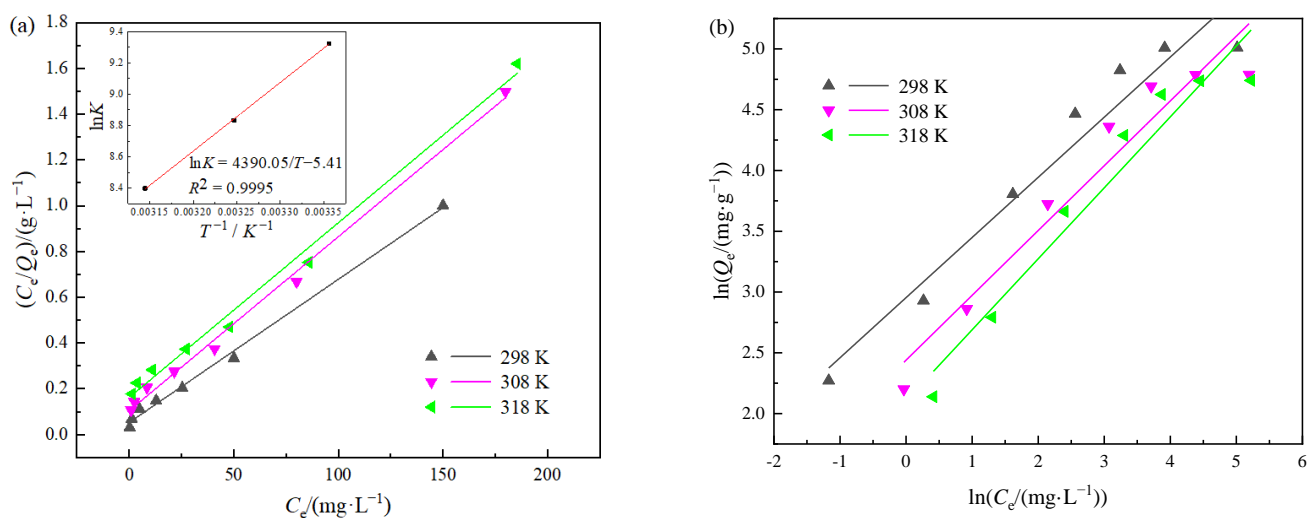 (a)
(C_e/Q_e)/(g·L⁻¹)
1.8
1.6
1.4
1.2
1.0
0.8
0.6
0.4
0.2
0.0
0 50 100 150 200
C_e/(mg·L⁻¹)
lnK
9.4
9.2
9.0
8.8
8.6
8.4
lnK = 4390.05/T−5.41
R² = 0.9995
0.00315 0.00320 0.00325 0.00330 0.00335
T⁻¹ / K⁻¹
298 K
308 K
318 K
(b)
ln(Q_e/(mg·g⁻¹))
5.0
4.5
4.0
3.5
3.0
2.5
2.0
298 K
308 K
318 K
-2 -1 0 1 2 3 4 5 6
ln(C_e/(mg·L⁻¹))